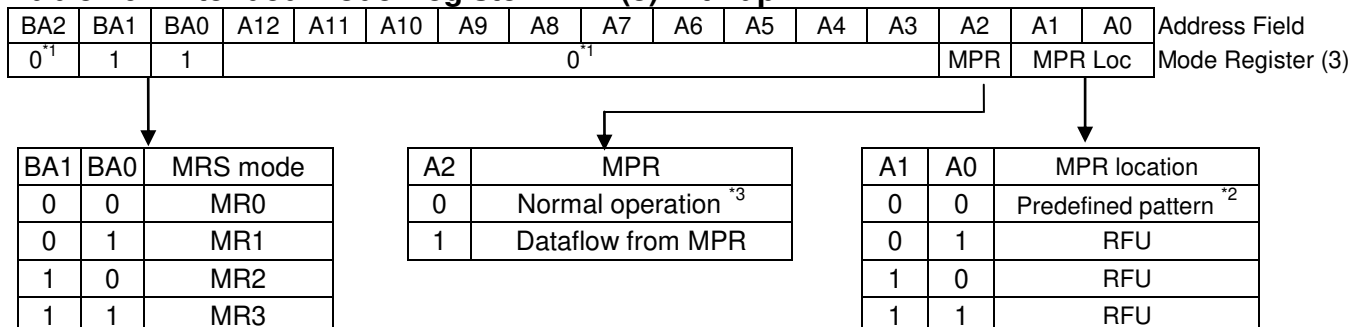 BA2 BA1 BA0 A12 A11 A10 A9 A8 A7 A6 A5 A4 A3 A2 A1 A0 Address Field
0*1 1 1 0*1 MPR MPR Loc Mode Register (3)
BA1 BA0 MRS mode
0 0 MR0
0 1 MR1
1 0 MR2
1 1 MR3
A2 MPR
0 Normal operation *3
1 Dataflow from MPR
A1 A0 MPR location
0 0 Predefined pattern *2
0 1 RFU
1 0 RFU
1 1 RFU